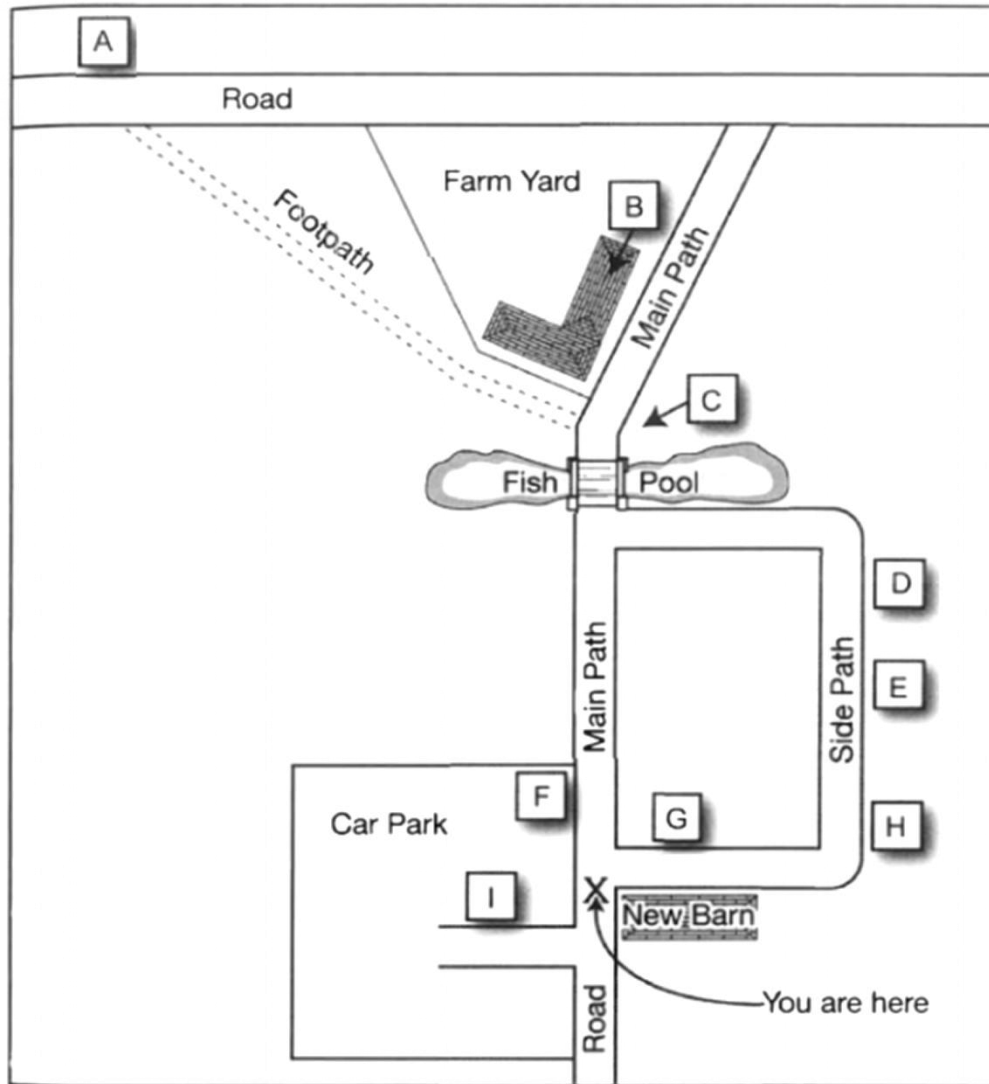 A
Road
Farm Yard
B
Footpath
Main Path
C
Fish
Pool
D
Main Path
Side Path
E
F
Car Park
G
H
I
X
New Barn
You are here
Road